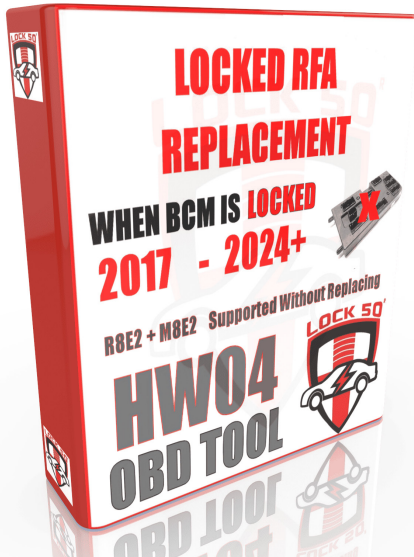 LOCK 50'
LOCKED RFA
REPLACEMENT
WHEN BCM IS LOCKED
X
2017 - 2024+
R8E2 + M8E2 Supported Without Replacing
LOCK 50'
HW04
OBD TOOL